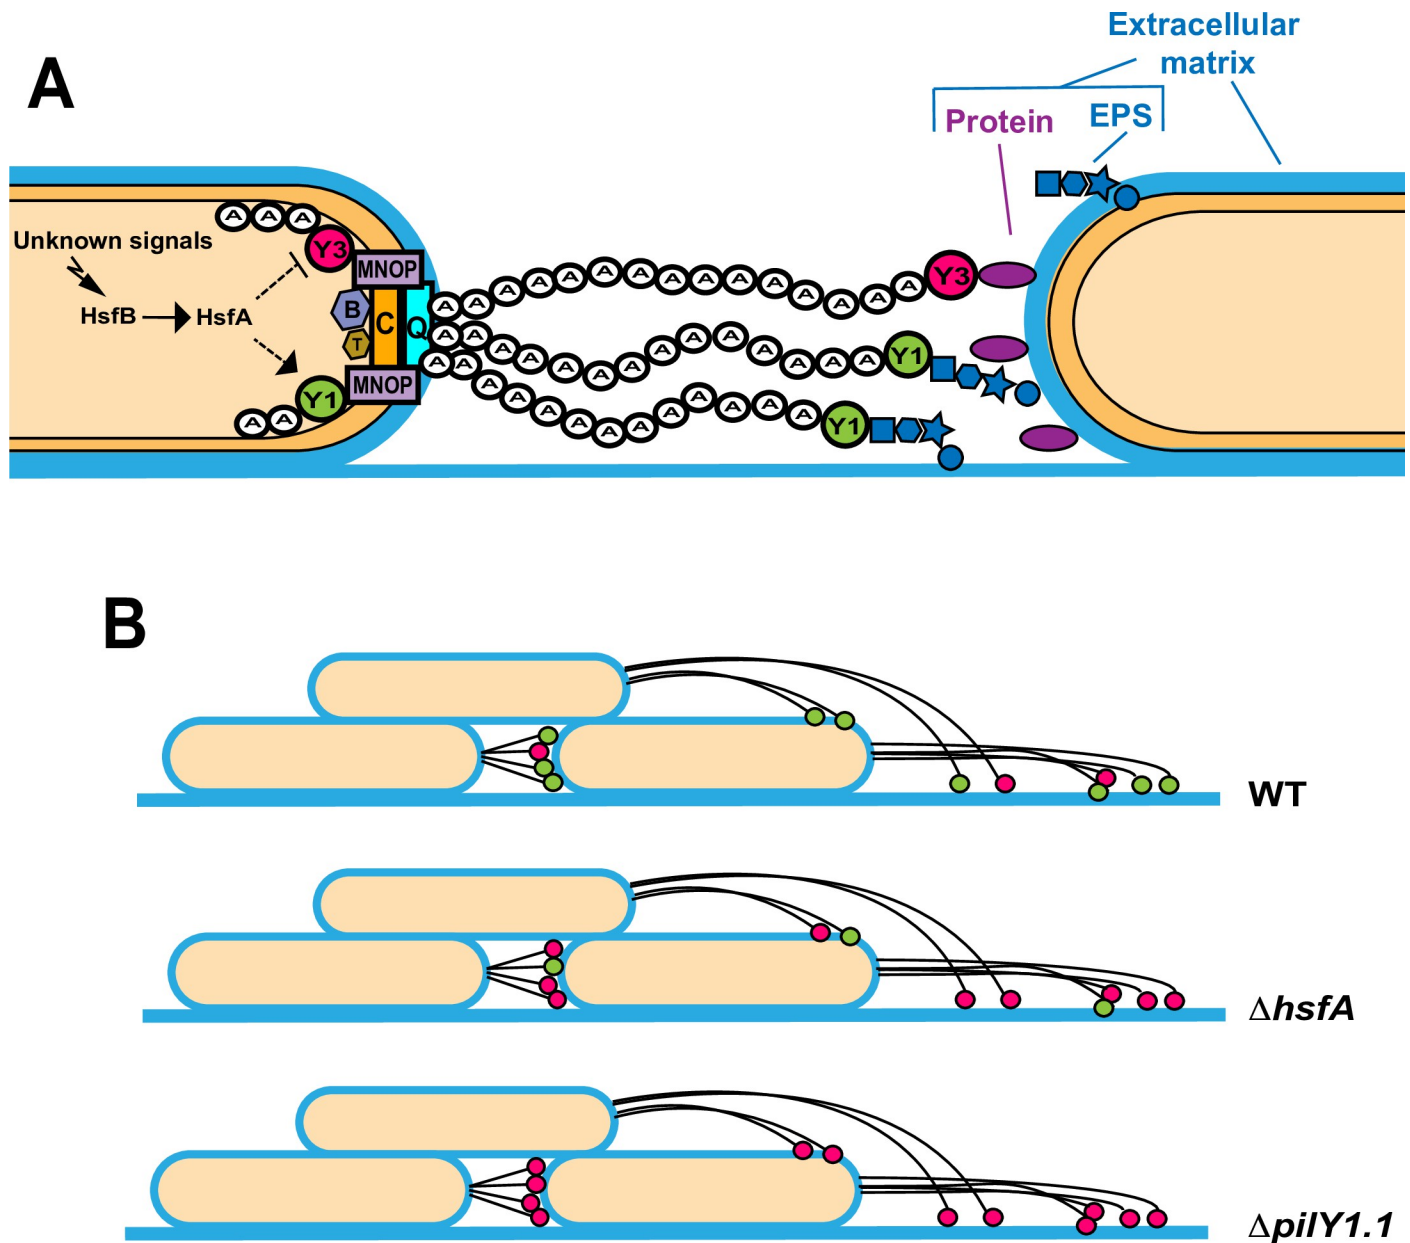 A
Extracellular
matrix
Protein
EPS
A A A
Y3
Unknown signals
MNOP
HsfB
HsfA
B
T
C
Q
MNOP
Y1
A A
A A A A A A A A A A A A A A A Y3
A A A A A A A A A A A A A A Y1
A A A A A A A A A A A A A Y1
B
WT
ΔhsfA
ΔpilY1.1